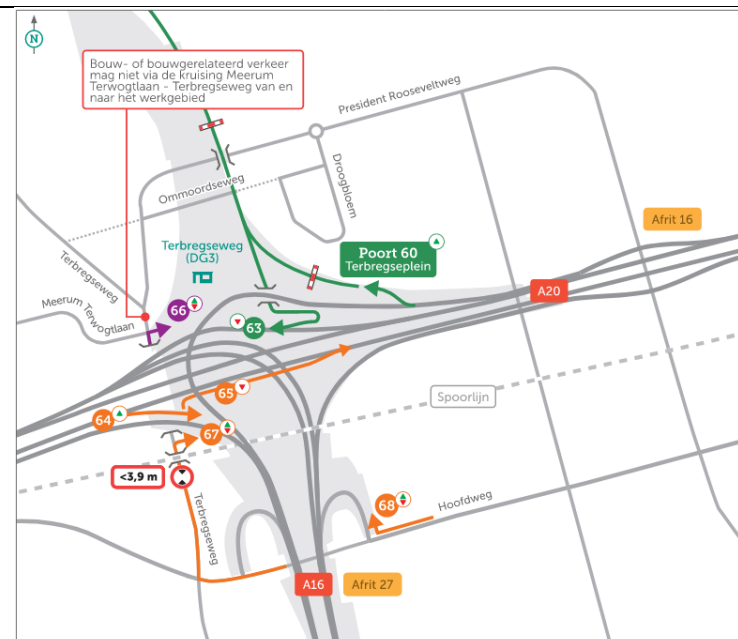 N
Bouw- of bouwgerelateerd verkeer
mag niet via de kruising Meerum
Terwogtlaan - Terbregseweg van en
naar het werkgebied
President Rooseveltweg
Droogbloem
Ommoordseweg
Afrit 16
Terbregseweg
(DG3)
Poort 60
Terbregseplein
Terbregseweg
A20
Meerum Terwogtlaan
66
63
65
Spoorlijn
64
67
<3,9 m
68
Hoofdweg
Terbregseweg
A16
Afrit 27